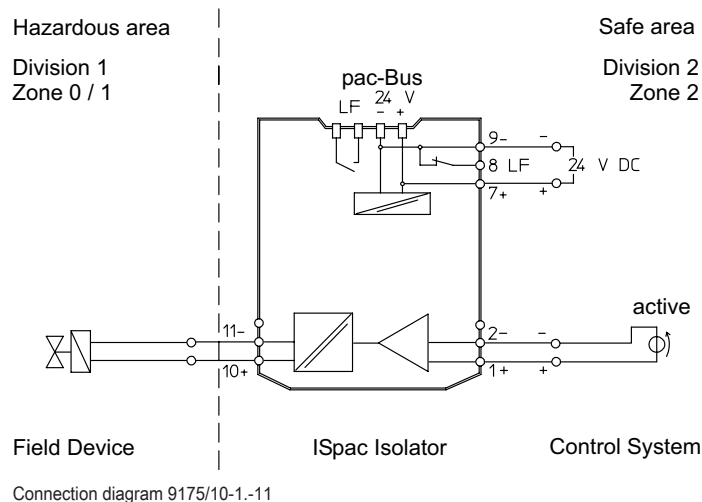 Hazardous area
Safe area
Division 1
Zone 0 / 1
Division 2
Zone 2
pac-Bus
LF 24 V
- +
9- -
8 LF 24 V DC
7+ +
active
11-
10+
2- -
1+ +
Field Device
ISpac Isolator
Control System
Connection diagram 9175/10-1.-11